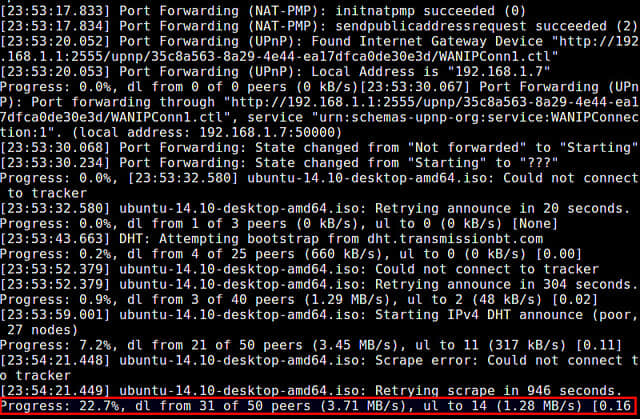 [23:53:17.833] Port Forwarding (NAT-PMP): initnatpmp succeeded (0)
[23:53:17.834] Port Forwarding (NAT-PMP): sendpublicaddressrequest succeeded (2)
[23:53:20.052] Port Forwarding (UPnP): Found Internet Gateway Device "http://192
.168.1.1:2555/upnp/35c8a563-8a29-4e44-ea17dfca0de30e3d/WANIPConn1.ctl"
[23:53:20.053] Port Forwarding (UPnP): Local Address is "192.168.1.7"
Progress: 0.0%, dl from 0 of 0 peers (0 kB/s)[23:53:30.067] Port Forwarding (UPn
P): Port forwarding through "http://192.168.1.1:2555/upnp/35c8a563-8a29-4e44-ea1
7dfca0de30e3d/WANIPConn1.ctl", service "urn:schemas-upnp-org:service:WANIPConnec
tion:1". (local address: 192.168.1.7:50000)
[23:53:30.068] Port Forwarding: State changed from "Not forwarded" to "Starting"
[23:53:30.234] Port Forwarding: State changed from "Starting" to "???"
Progress: 0.0%, [23:53:32.580] ubuntu-14.10-desktop-amd64.iso: Could not connect
 to tracker
[23:53:32.580] ubuntu-14.10-desktop-amd64.iso: Retrying announce in 20 seconds.
Progress: 0.0%, dl from 1 of 3 peers (0 kB/s), ul to 0 (0 kB/s) [None]
[23:53:43.663] DHT: Attempting bootstrap from dht.transmissionbt.com
Progress: 0.2%, dl from 4 of 25 peers (660 kB/s), ul to 0 (0 kB/s) [0.00]
[23:53:52.379] ubuntu-14.10-desktop-amd64.iso: Could not connect to tracker
[23:53:52.379] ubuntu-14.10-desktop-amd64.iso: Retrying announce in 304 seconds.
Progress: 0.9%, dl from 3 of 40 peers (1.29 MB/s), ul to 2 (48 kB/s) [0.02]
[23:53:59.001] ubuntu-14.10-desktop-amd64.iso: Starting IPv4 DHT announce (poor,
 27 nodes)
Progress: 7.2%, dl from 21 of 50 peers (3.45 MB/s), ul to 11 (317 kB/s) [0.11]
[23:54:21.448] ubuntu-14.10-desktop-amd64.iso: Scrape error: Could not connect t
o tracker
[23:54:21.449] ubuntu-14.10-desktop-amd64.iso: Retrying scrape in 946 seconds.
Progress: 22.7%, dl from 31 of 50 peers (3.71 MB/s), ul to 14 (1.28 MB/s) [0.16